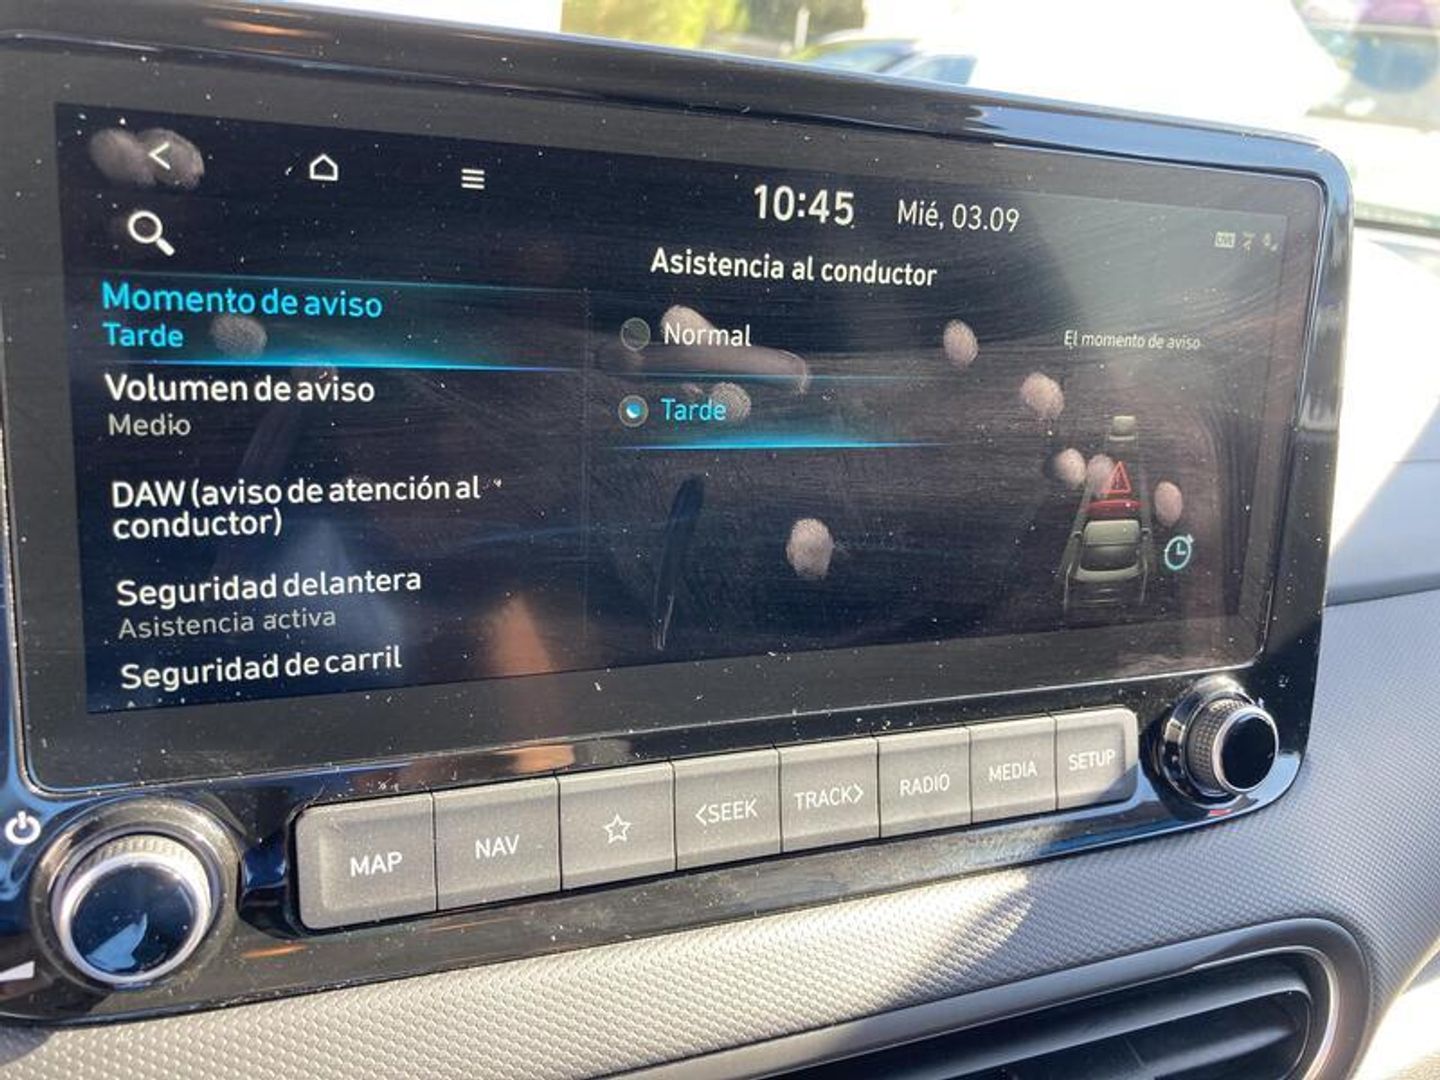 10:45
Mié, 03.09
Asistencia al conductor
Momento de aviso
Tarde
Volumen de aviso
Medio
DAW (aviso de atención al
conductor)
Seguridad delantera
Asistencia activa
Seguridad de carril
Normal
Tarde
El momento de aviso
MAP
NAV
<SEEK
TRACK>
RADIO
MEDIA
SETUP